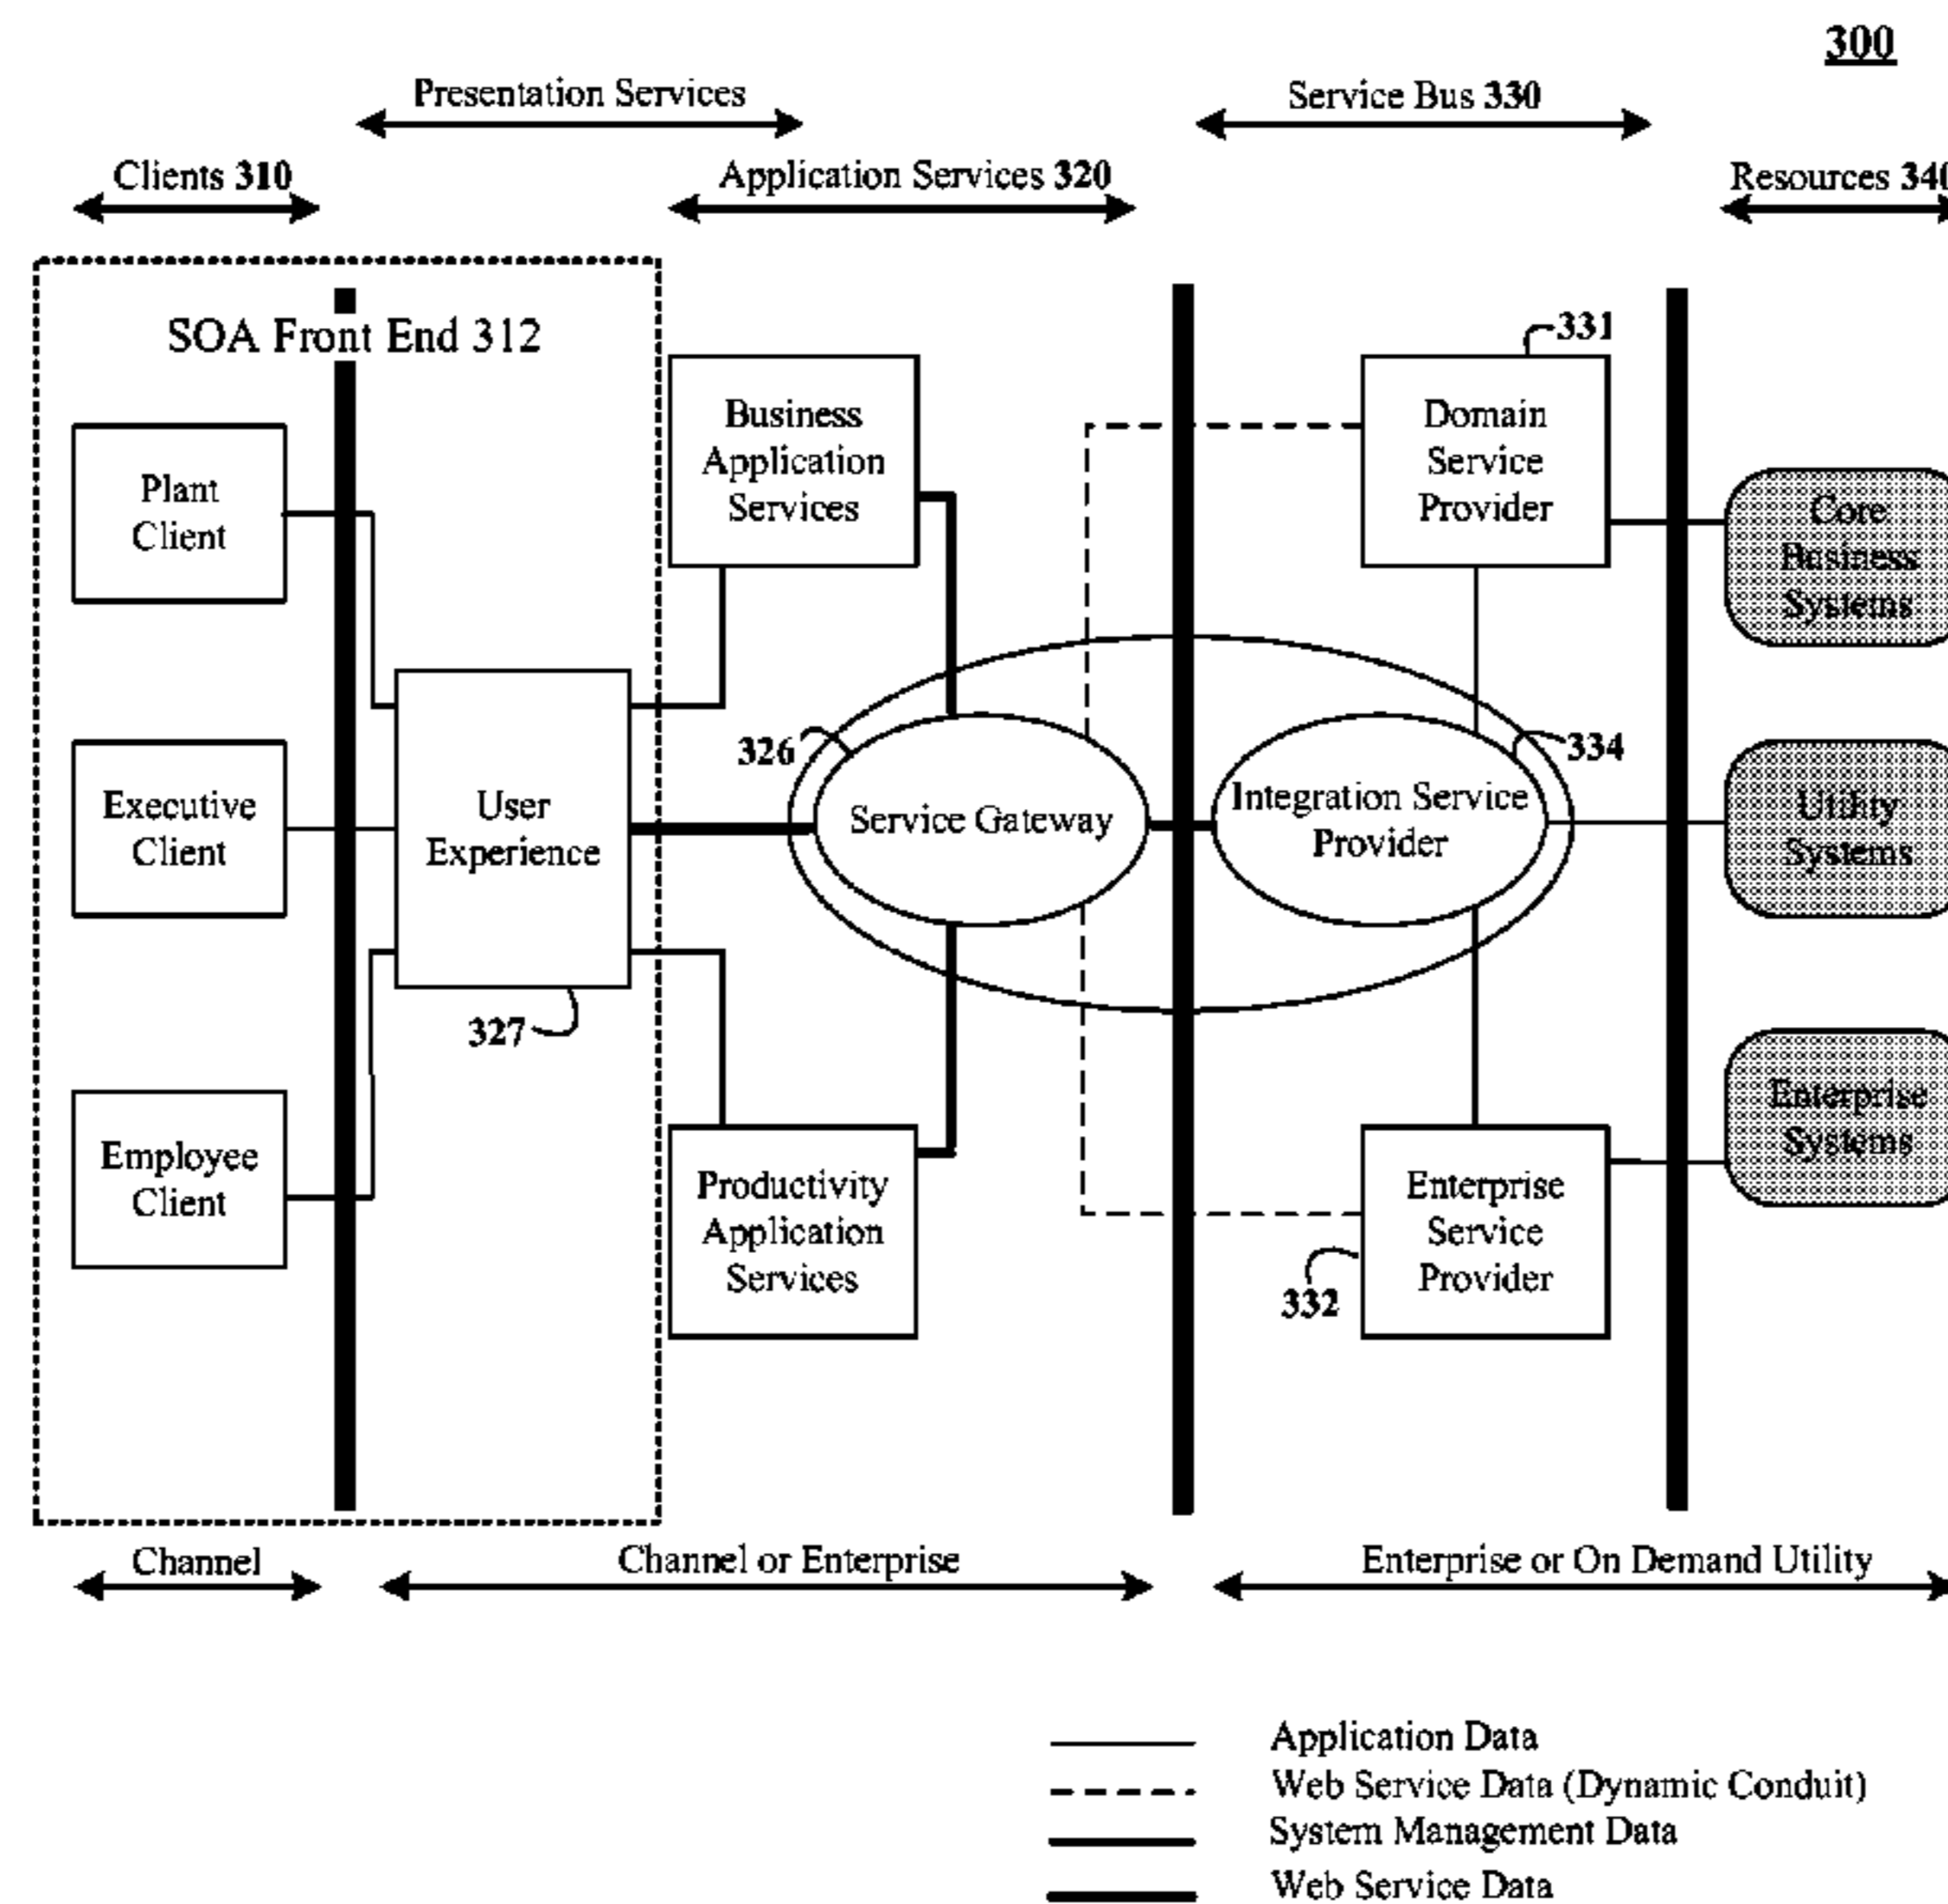 300
Presentation Services
Service Bus 330
Clients 310
Application Services 320
Resources 340
SOA Front End 312
331
Business
Application
Services
Domain
Service
Provider
Plant
Client
Core
Business
Systems
326
334
Executive
Client
User
Experience
Service Gateway
Integration Service
Provider
Utility
Systems
327
Employee
Client
Productivity
Application
Services
Enterprise
Service
Provider
Enterprise
Systems
332
Channel
Channel or Enterprise
Enterprise or On Demand Utility
Application Data
Web Service Data (Dynamic Conduit)
System Management Data
Web Service Data